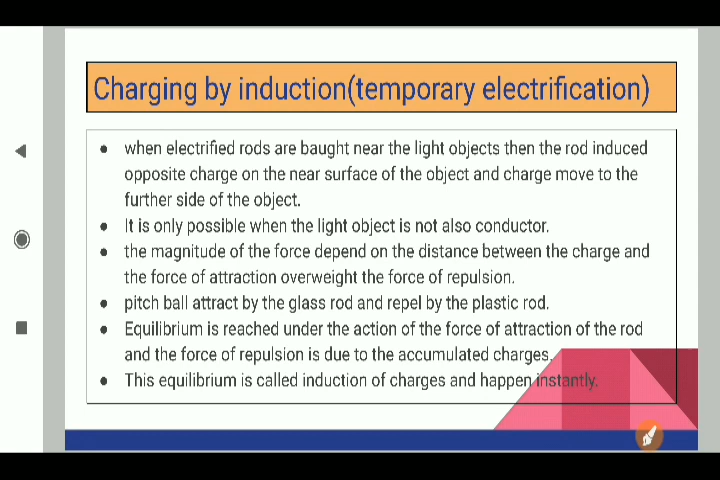 Charging by induction(temporary electrification)
● when electrified rods are baught near the light objects then the rod induced
opposite charge on the near surface of the object and charge move to the
further side of the object.
● It is only possible when the light object is not also conductor.
● the magnitude of the force depend on the distance between the charge and
the force of attraction overweight the force of repulsion.
● pitch ball attract by the glass rod and repel by the plastic rod.
● Equilibrium is reached under the action of the force of attraction of the rod
and the force of repulsion is due to the accumulated charges.
● This equilibrium is called induction of charges and happen instantly.